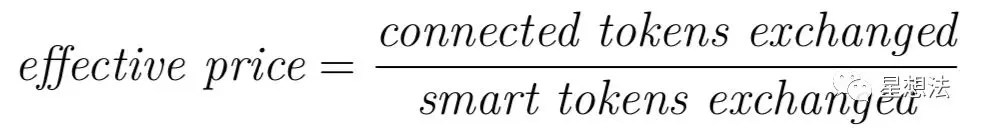 effective price = connected tokens exchanged
smart tokens exchanged
星想法